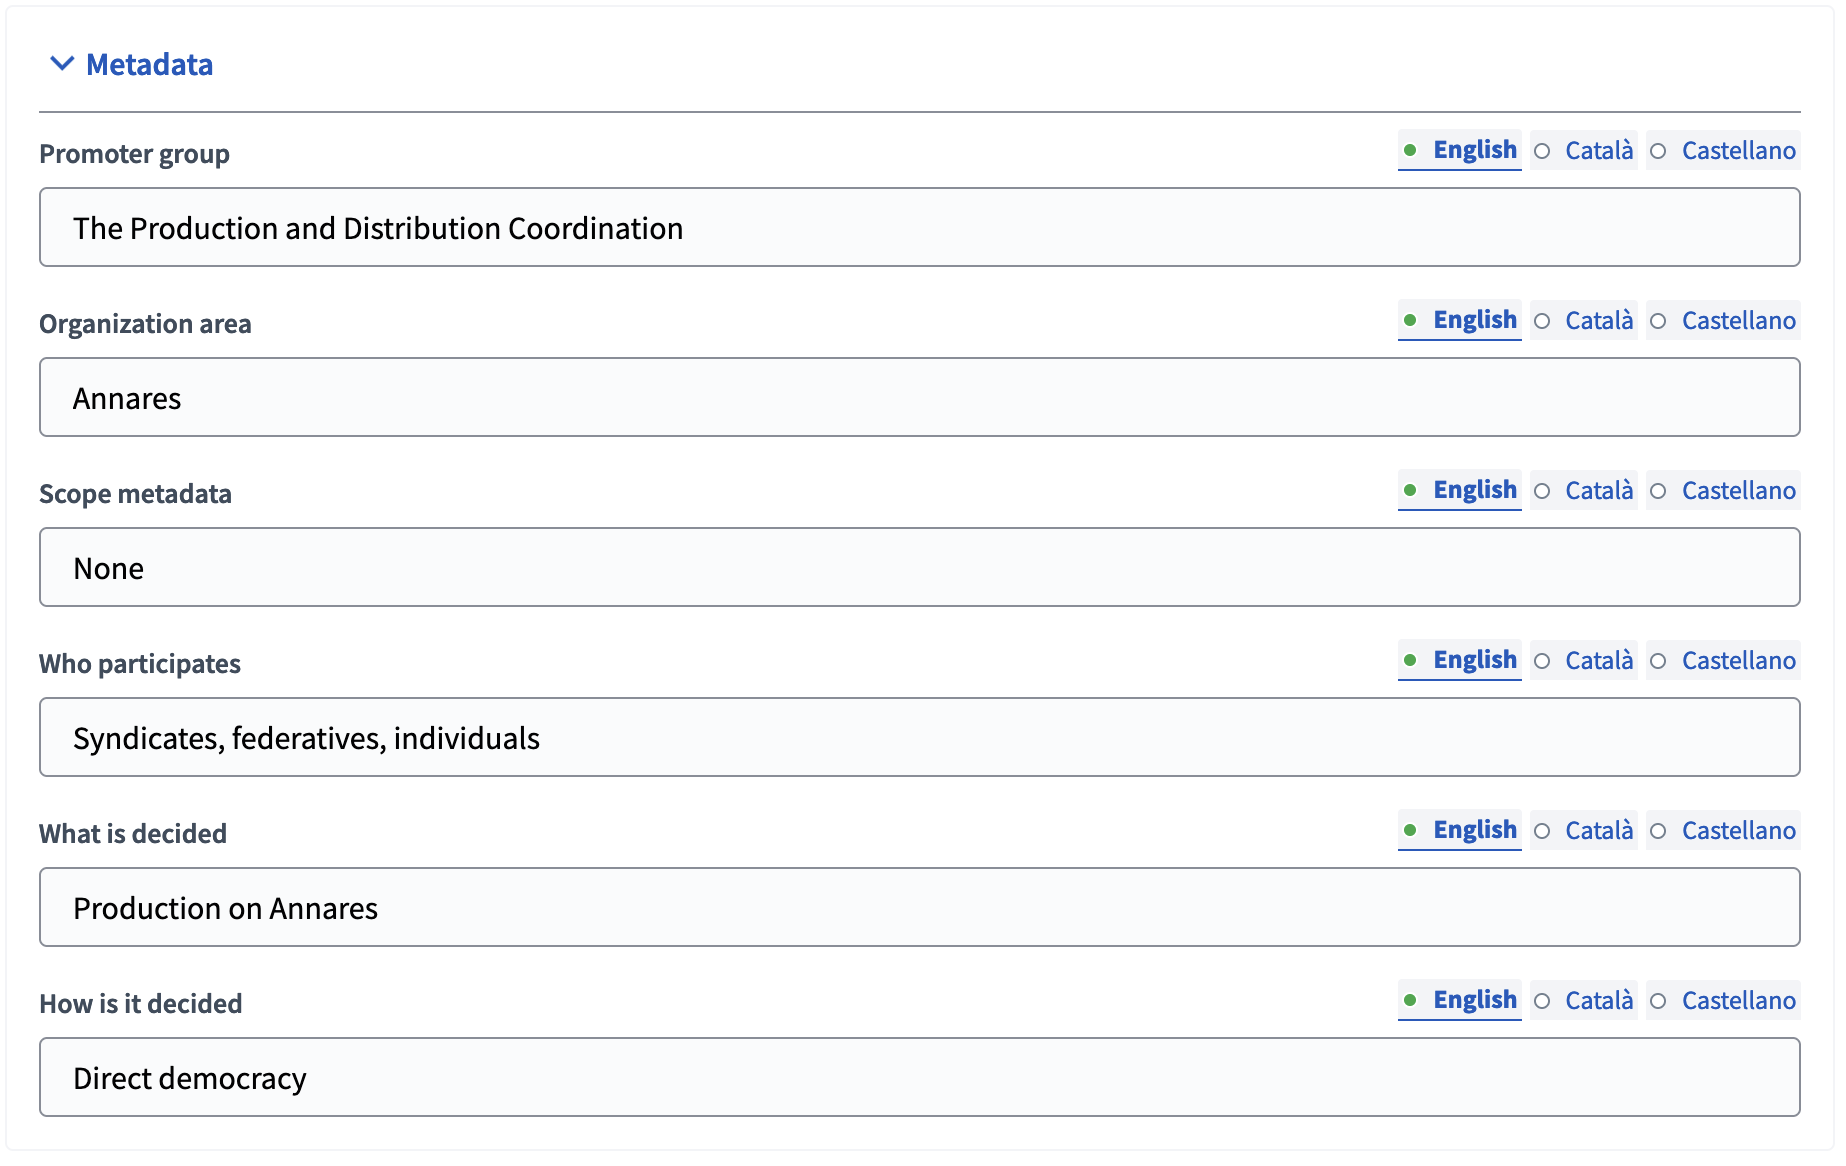 Metadata
Promoter group English Català Castellano
The Production and Distribution Coordination
Organization area English Català Castellano
Annares
Scope metadata English Català Castellano
None
Who participates English Català Castellano
Syndicates, federatives, individuals
What is decided English Català Castellano
Production on Annares
How is it decided English Català Castellano
Direct democracy